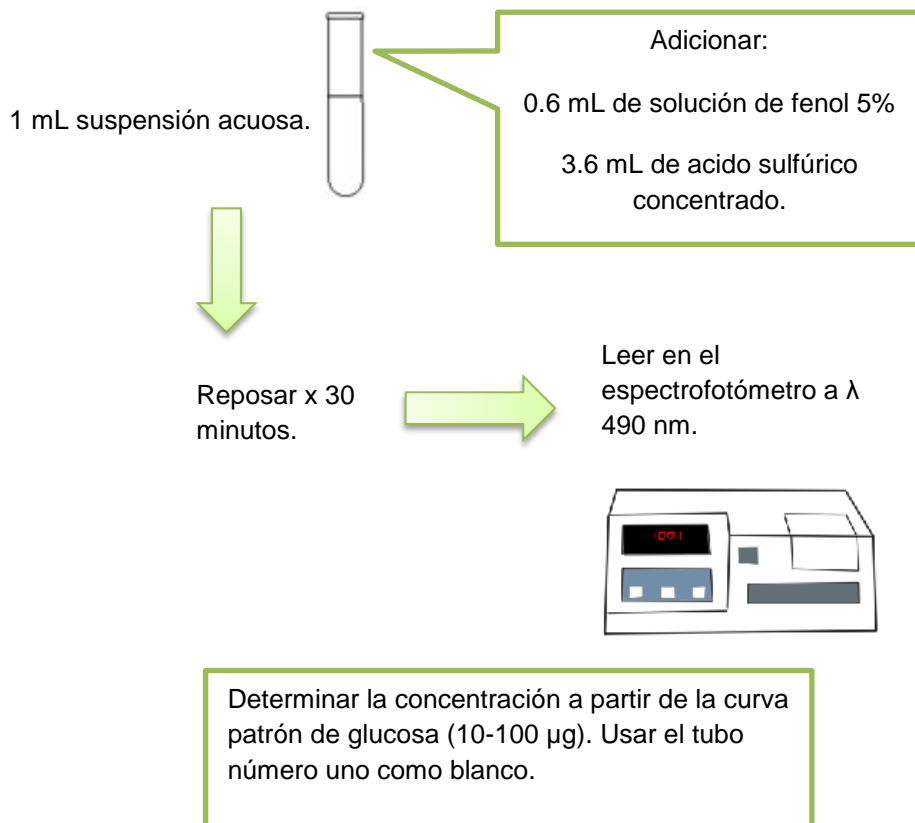 Adicionar:
1 mL suspensión acuosa.
0.6 mL de solución de fenol 5%
3.6 mL de acido sulfúrico
concentrado.
Reposar x 30
minutos.
Leer en el
espectrofotómetro a λ
490 nm.
Determinar la concentración a partir de la curva
patrón de glucosa (10-100 µg). Usar el tubo
número uno como blanco.